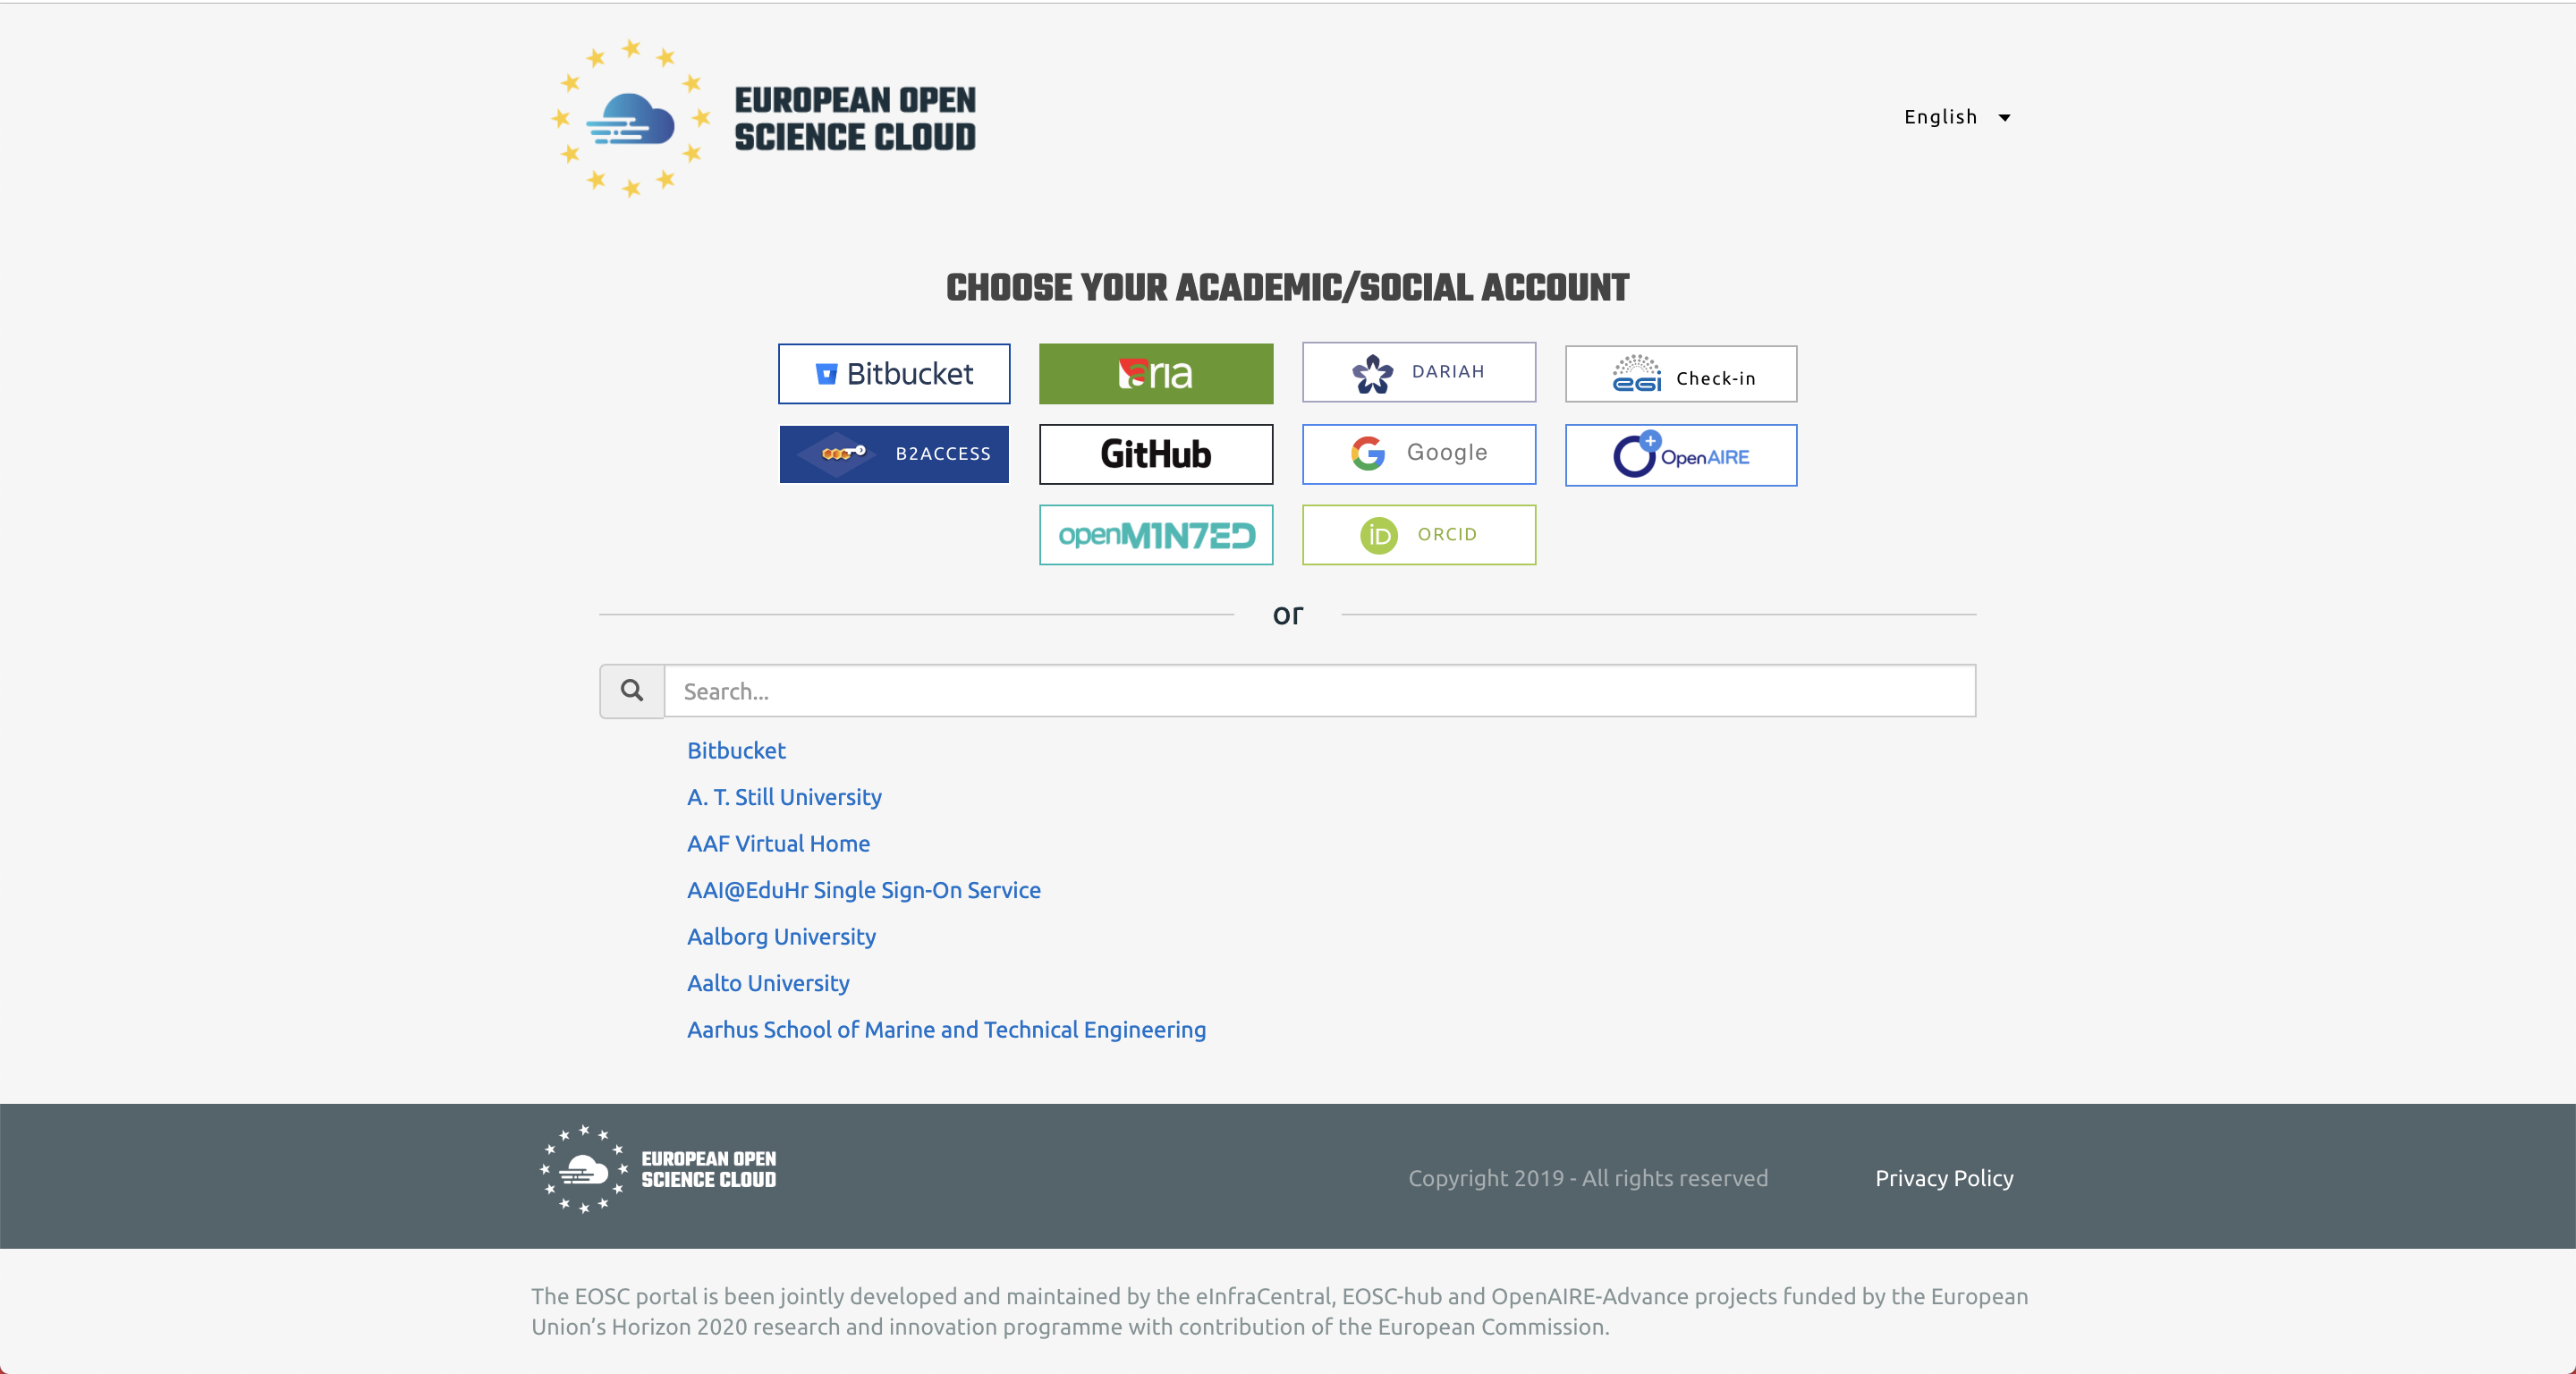 EUROPEAN OPEN
SCIENCE CLOUD
English
CHOOSE YOUR ACADEMIC/SOCIAL ACCOUNT
Bitbucket
aria
DARIAH
eGi Check-in
B2ACCESS
GitHub
Google
OpenAIRE
openM1N7ED
iD ORCID
or
Search...
Bitbucket
A. T. Still University
AAF Virtual Home
AAI@EduHr Single Sign-On Service
Aalborg University
Aalto University
Aarhus School of Marine and Technical Engineering
EUROPEAN OPEN
SCIENCE CLOUD
Copyright 2019 - All rights reserved
Privacy Policy
The EOSC portal is been jointly developed and maintained by the eInfraCentral, EOSC-hub and OpenAIRE-Advance projects funded by the European
Union’s Horizon 2020 research and innovation programme with contribution of the European Commission.